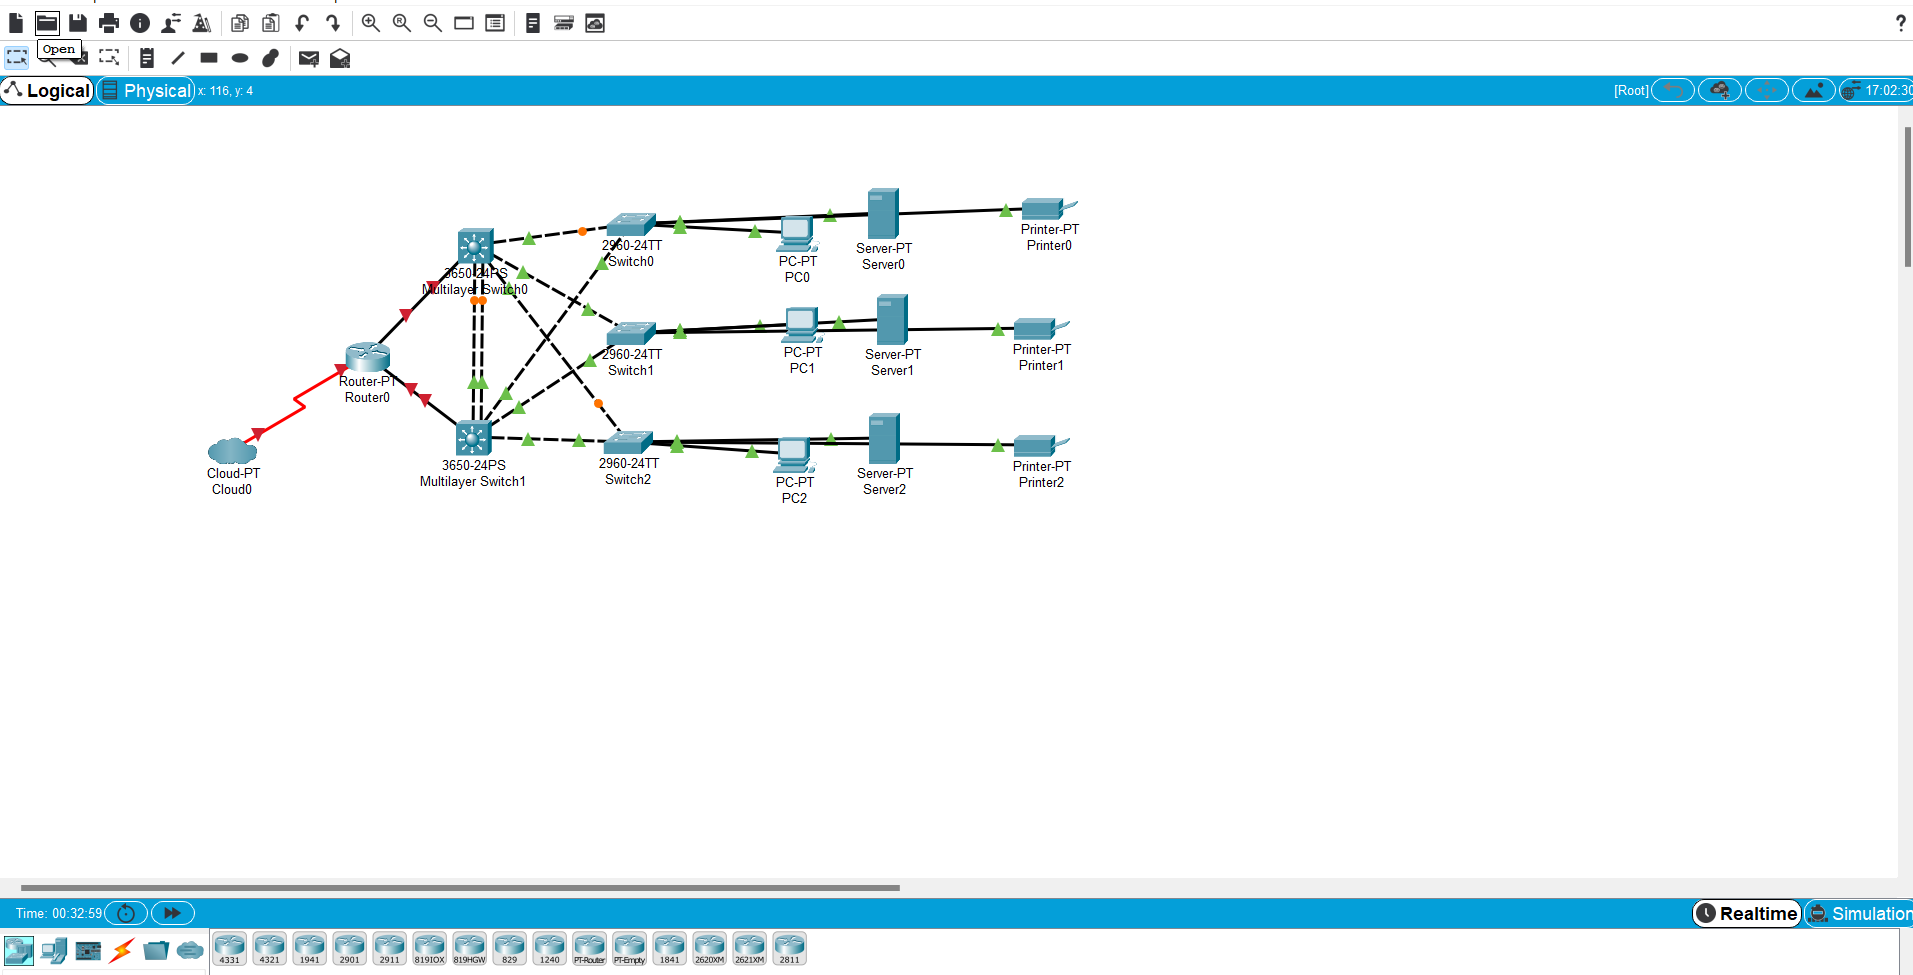 ?
Open
Logical
Physical
x: 116, y: 4
[Root]
17:02:30
Printer-PT
Printer0
2960-24TT
Switch0
Server-PT
Server0
PC-PT
PC0
3650-24PS
Multilayer Switch0
2960-24TT
Switch1
PC-PT
PC1
Server-PT
Server1
Printer-PT
Printer1
Router-PT
Router0
3650-24PS
Multilayer Switch1
2960-24TT
Switch2
PC-PT
PC2
Server-PT
Server2
Printer-PT
Printer2
Cloud-PT
Cloud0
Time: 00:32:59
Realtime
Simulation
4331
4321
1941
2901
2911
819IOX
819HGW
829
1240
PT-Router
PT-Empty
1841
2620XM
2621XM
2811